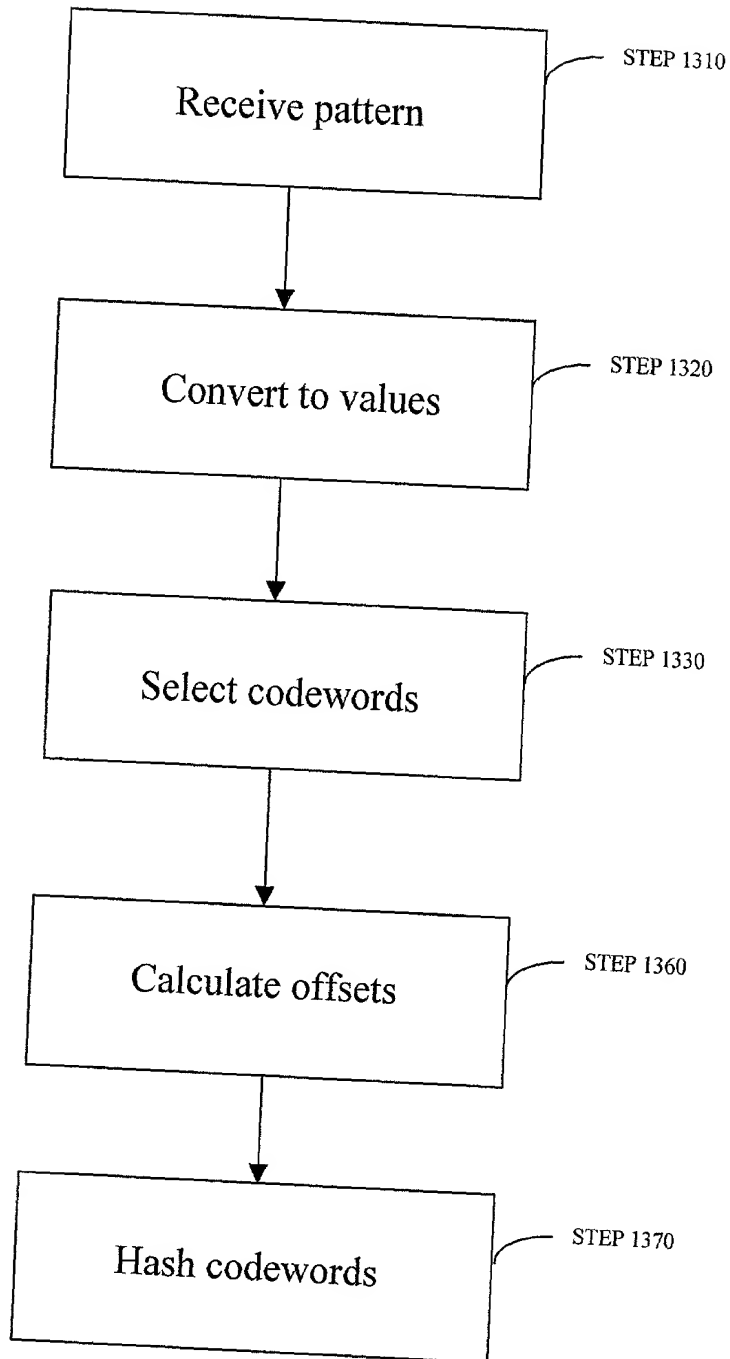 Receive pattern
STEP 1310
Convert to values
STEP 1320
Select codewords
STEP 1330
Calculate offsets
STEP 1360
Hash codewords
STEP 1370